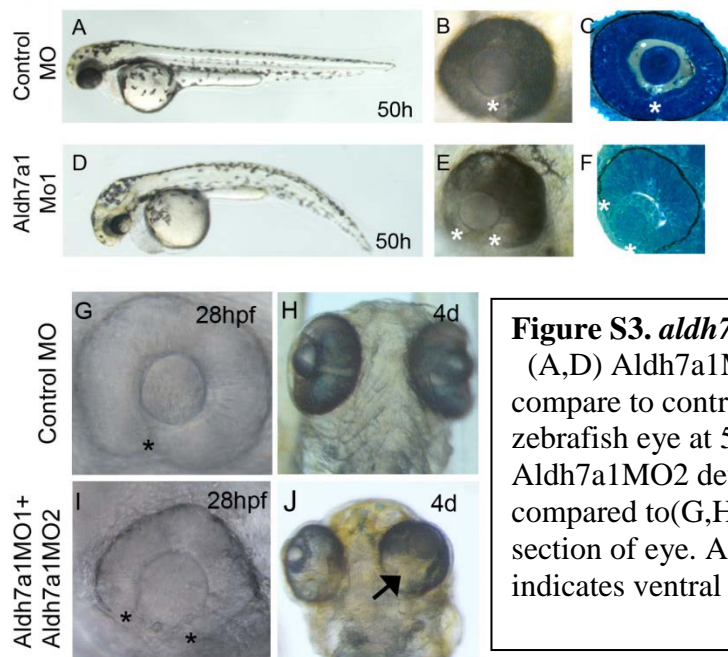 Control
MO
A
50h
B
*
C
*
Aldh7a1
Mo1
D
50h
E
* *
F
*
*
Control MO
G
28hpf
*
H
4d
Aldh7a1MO1+
Aldh7a1MO2
I
28hpf
* *
J
4d
Figure S3. aldh7
(A,D) Aldh7a1M
compare to contr
zebrafish eye at 5
Aldh7a1MO2 de
compared to(G,H
section of eye. A
indicates ventral